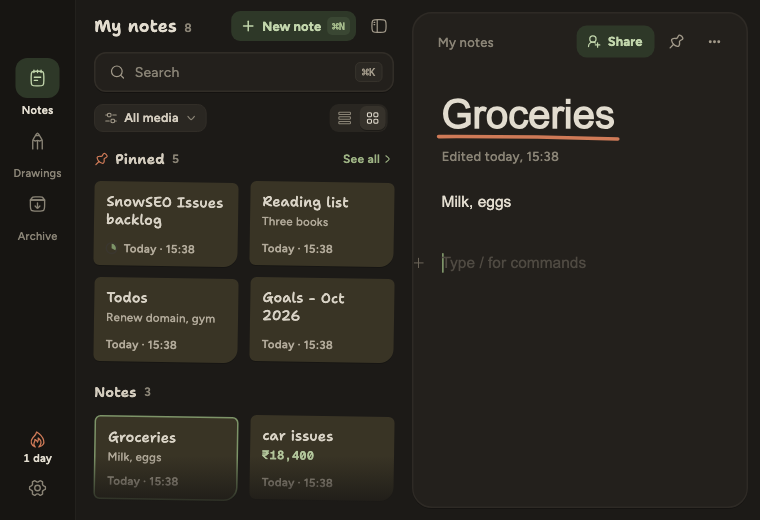 My notes 8
+ New note ⌘N
Search ⌘K
All media
Notes
Drawings
Archive
1 day
Pinned 5
See all >
SnowSEO Issues
backlog
Today · 15:38
Reading list
Three books
Today · 15:38
Todos
Renew domain, gym
Today · 15:38
Goals - Oct
2026
Today · 15:38
Notes 3
Groceries
Milk, eggs
Today · 15:38
car issues
₹18,400
Today · 15:38
My notes
Share
Groceries
Edited today, 15:38
Milk, eggs
Type / for commands